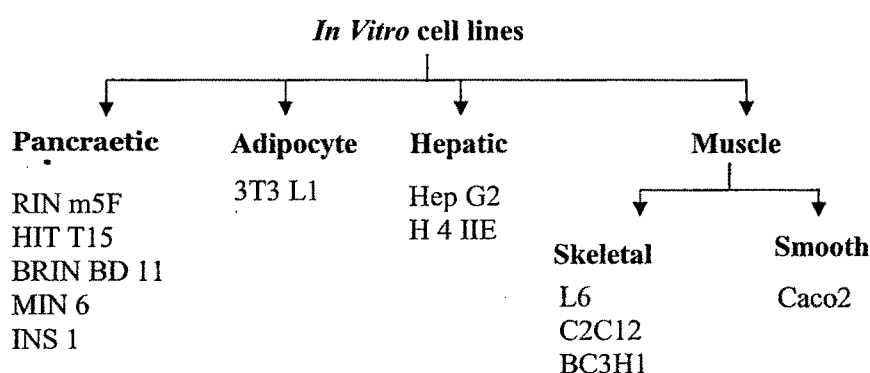 In Vitro cell lines
Pancraetic
Adipocyte
Hepatic
Muscle
RIN m5F
HIT T15
BRIN BD 11
MIN 6
INS 1
3T3 L1
Hep G2
H 4 IIE
Skeletal
L6
C2C12
BC3H1
Smooth
Caco2